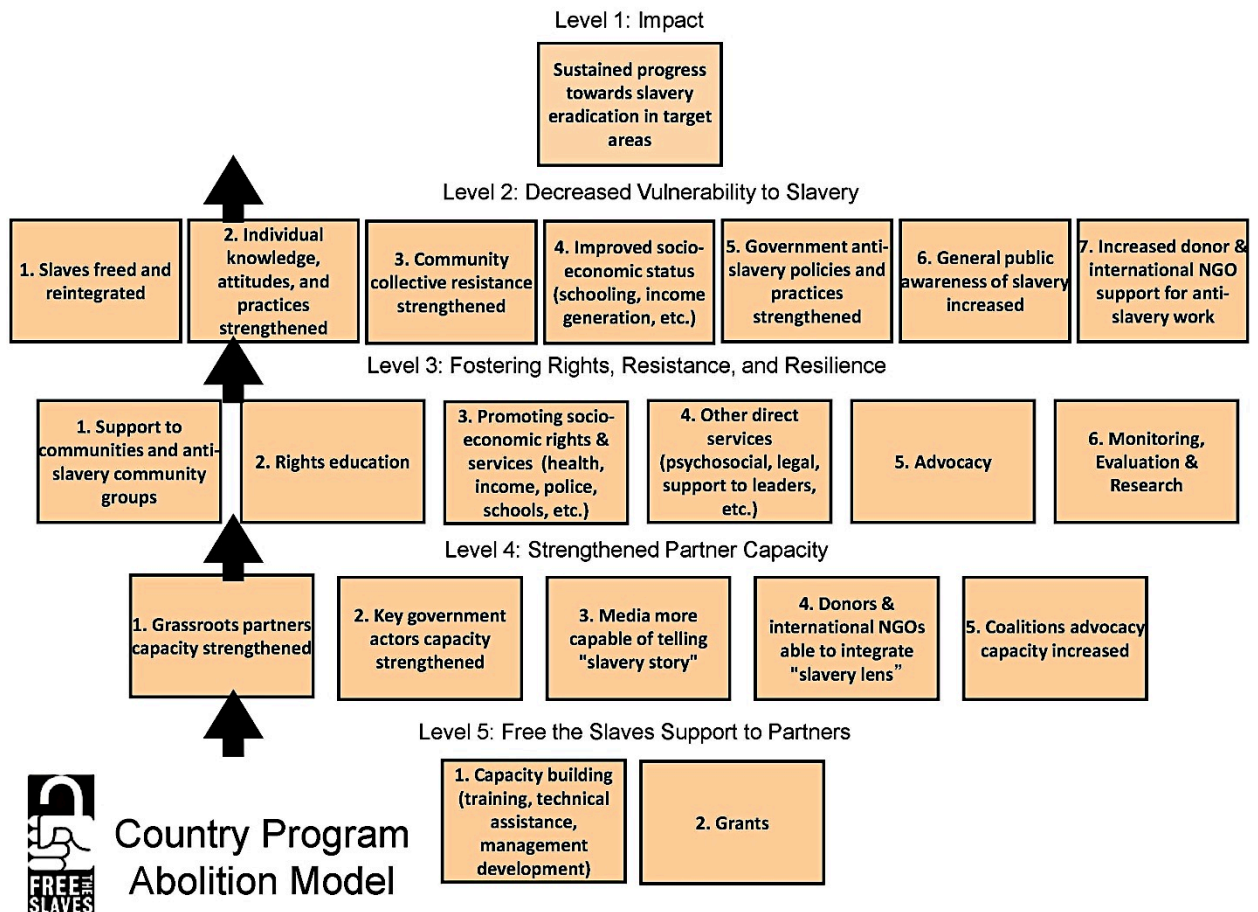 Level 1: Impact
Sustained progress
towards slavery
eradication in target
areas
Level 2: Decreased Vulnerability to Slavery
1. Slaves freed and
reintegrated
2. Individual
knowledge,
attitudes, and
practices
strengthened
3. Community
collective resistance
strengthened
4. Improved socio-
economic status
(schooling, income
generation, etc.)
5. Government anti-
slavery policies and
practices
strengthened
6. General public
awareness of slavery
increased
7. Increased donor &
international NGO
support for anti-
slavery work
Level 3: Fostering Rights, Resistance, and Resilience
1. Support to
communities and anti-
slavery community
groups
2. Rights education
3. Promoting socio-
economic rights &
services (health,
income, police,
schools, etc.)
4. Other direct
services
(psychosocial, legal,
support to leaders,
etc.)
5. Advocacy
6. Monitoring,
Evaluation &
Research
Level 4: Strengthened Partner Capacity
1. Grassroots partners
capacity strengthened
2. Key government
actors capacity
strengthened
3. Media more
capable of telling
"slavery story"
4. Donors &
international NGOs
able to integrate
"slavery lens”
5. Coalitions advocacy
capacity increased
Level 5: Free the Slaves Support to Partners
1. Capacity building
(training, technical
assistance,
management
development)
2. Grants
FREE THE
SLAVES
Country Program
Abolition Model